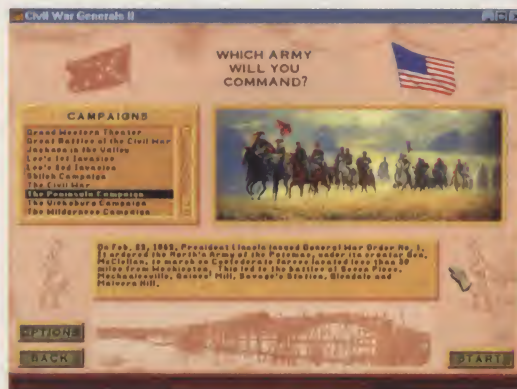 Civil War Generals II
WHICH ARMY
WILL YOU
COMMAND?
CAMPAIGNS
Grand Western Theater
Great Battles of the Civil War
Jackson in the Valley
Lee's 1st Invasion
Lee's 2nd Invasion
Shiloh Campaign
The Civil War
The Peninsula Campaign
The Vicksburg Campaign
The Wilderness Campaign
President Lincoln issued General War Order No. 1.
It ordered the North's Army of the Potomac, under its creator Gen.
McClellan, to march on Confederate forces located less than 30
miles from Washington. This led to the battles of Seven Pines,
Mechanicsville, Gaines' Mill, Savage's Station, Glendale and
Malvern Hill.
OPTIONS
BACK
START